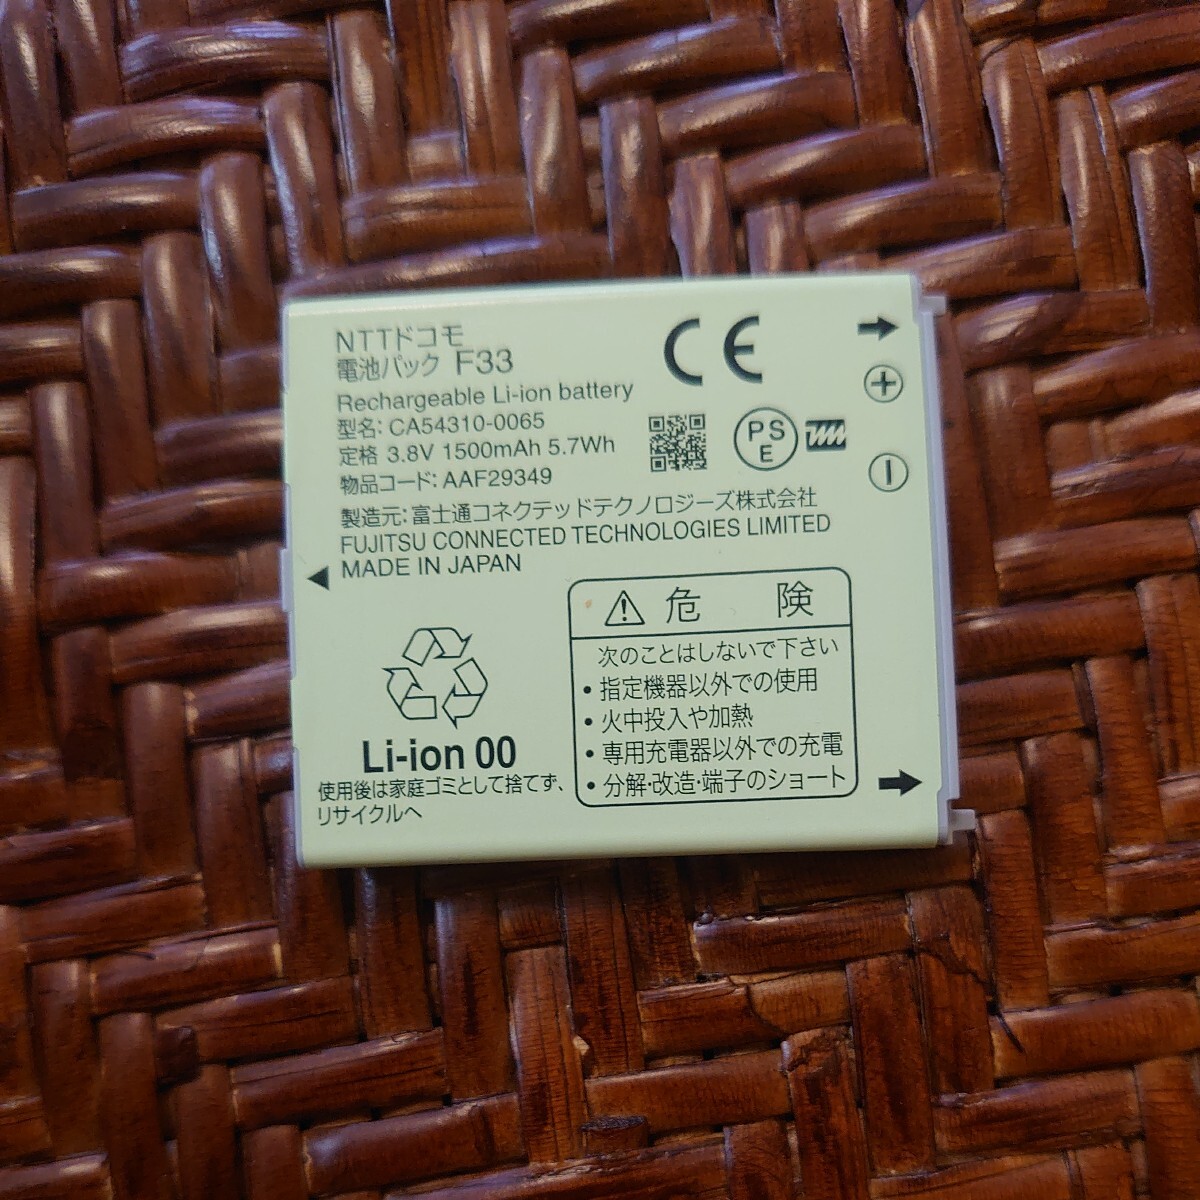 NTTドコモ
電池パック F33
Rechargeable Li-ion battery
型名: CA54310-0065
定格 3.8V 1500mAh 5.7Wh
物品コード: AAF29349
製造元: 富士通コネクテッドテクノロジーズ株式会社
FUJITSU CONNECTED TECHNOLOGIES LIMITED
MADE IN JAPAN
CE
PS
E
危 険
次のことはしないで下さい
・指定機器以外での使用
・火中投入や加熱
・専用充電器以外での充電
・分解・改造・端子のショート
Li-ion 00
使用後は家庭ゴミとして捨てず、
リサイクルへ